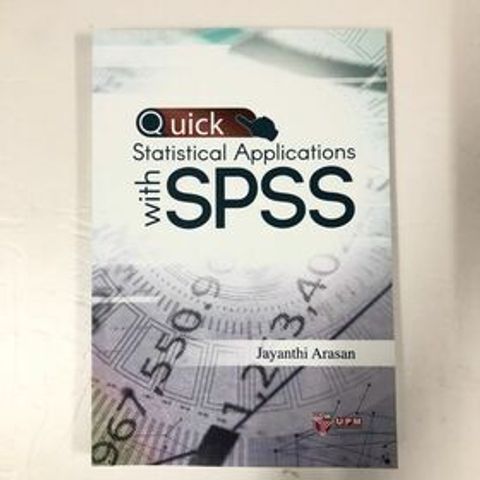 Quick
Statistical Applications
with
SPSS
Jayanthi Arasan
UPM